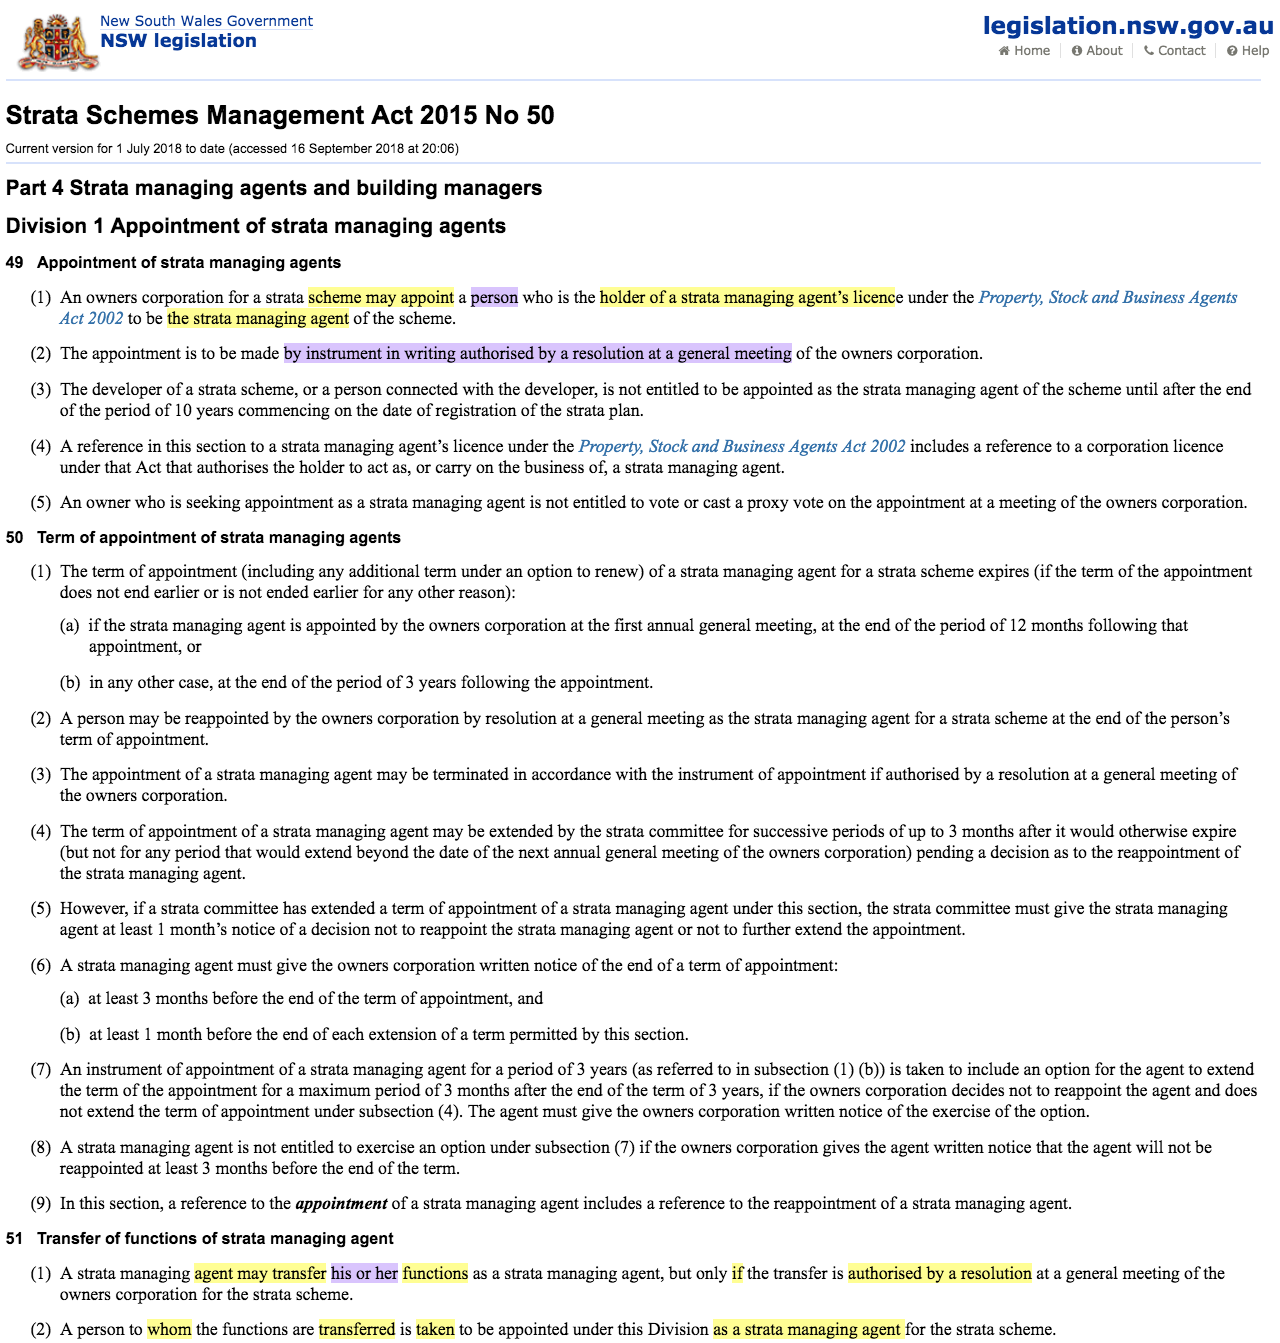 New South Wales Government
NSW legislation
legislation.nsw.gov.au
Home About Contact Help
Strata Schemes Management Act 2015 No 50
Current version for 1 July 2018 to date (accessed 16 September 2018 at 20:06)
Part 4 Strata managing agents and building managers
Division 1 Appointment of strata managing agents
49 Appointment of strata managing agents
(1) An owners corporation for a strata scheme may appoint a person who is the holder of a strata managing agent’s licence under the Property, Stock and Business Agents
Act 2002 to be the strata managing agent of the scheme.
(2) The appointment is to be made by instrument in writing authorised by a resolution at a general meeting of the owners corporation.
(3) The developer of a strata scheme, or a person connected with the developer, is not entitled to be appointed as the strata managing agent of the scheme until after the end
of the period of 10 years commencing on the date of registration of the strata plan.
(4) A reference in this section to a strata managing agent’s licence under the Property, Stock and Business Agents Act 2002 includes a reference to a corporation licence
under that Act that authorises the holder to act as, or carry on the business of, a strata managing agent.
(5) An owner who is seeking appointment as a strata managing agent is not entitled to vote or cast a proxy vote on the appointment at a meeting of the owners corporation.
50 Term of appointment of strata managing agents
(1) The term of appointment (including any additional term under an option to renew) of a strata managing agent for a strata scheme expires (if the term of the appointment
does not end earlier or is not ended earlier for any other reason):
(a) if the strata managing agent is appointed by the owners corporation at the first annual general meeting, at the end of the period of 12 months following that
appointment, or
(b) in any other case, at the end of the period of 3 years following the appointment.
(2) A person may be reappointed by the owners corporation by resolution at a general meeting as the strata managing agent for a strata scheme at the end of the person’s
term of appointment.
(3) The appointment of a strata managing agent may be terminated in accordance with the instrument of appointment if authorised by a resolution at a general meeting of
the owners corporation.
(4) The term of appointment of a strata managing agent may be extended by the strata committee for successive periods of up to 3 months after it would otherwise expire
(but not for any period that would extend beyond the date of the next annual general meeting of the owners corporation) pending a decision as to the reappointment of
the strata managing agent.
(5) However, if a strata committee has extended a term of appointment of a strata managing agent under this section, the strata committee must give the strata managing
agent at least 1 month’s notice of a decision not to reappoint the strata managing agent or not to further extend the appointment.
(6) A strata managing agent must give the owners corporation written notice of the end of a term of appointment:
(a) at least 3 months before the end of the term of appointment, and
(b) at least 1 month before the end of each extension of a term permitted by this section.
(7) An instrument of appointment of a strata managing agent for a period of 3 years (as referred to in subsection (1) (b)) is taken to include an option for the agent to extend
the term of the appointment for a maximum period of 3 months after the end of the term of 3 years, if the owners corporation decides not to reappoint the agent and does
not extend the term of appointment under subsection (4). The agent must give the owners corporation written notice of the exercise of the option.
(8) A strata managing agent is not entitled to exercise an option under subsection (7) if the owners corporation gives the agent written notice that the agent will not be
reappointed at least 3 months before the end of the term.
(9) In this section, a reference to the appointment of a strata managing agent includes a reference to the reappointment of a strata managing agent.
51 Transfer of functions of strata managing agent
(1) A strata managing agent may transfer his or her functions as a strata managing agent, but only if the transfer is authorised by a resolution at a general meeting of the
owners corporation for the strata scheme.
(2) A person to whom the functions are transferred is taken to be appointed under this Division as a strata managing agent for the strata scheme.